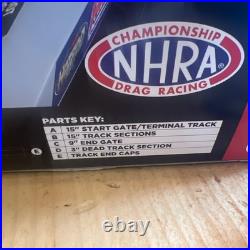 CHAMPIONSHIP
NHRA
DRAG RACING
PARTS KEY:
A 15" START GATE/TERMINAL TRACK
B 15" TRACK SECTIONS
C 9" END GATE
D 3" DEAD TRACK SECTION
E TRACK END CAPS
E